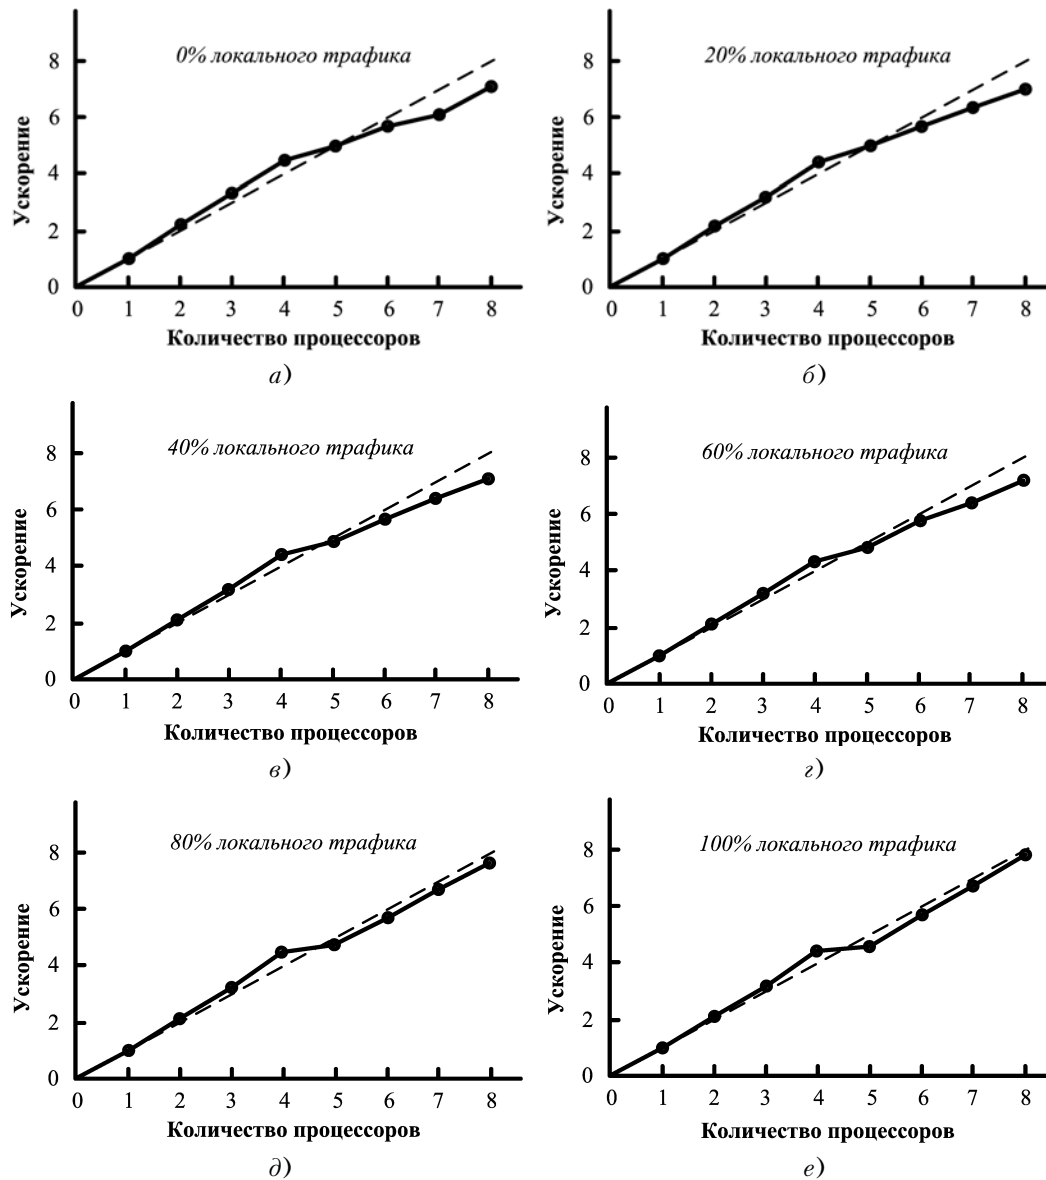 0% локального трафика
Ускорение
8
6
4
2
0
0 1 2 3 4 5 6 7 8
Количество процессоров
а)
20% локального трафика
Ускорение
8
6
4
2
0
0 1 2 3 4 5 6 7 8
Количество процессоров
б)
40% локального трафика
Ускорение
8
6
4
2
0
0 1 2 3 4 5 6 7 8
Количество процессоров
в)
60% локального трафика
Ускорение
8
6
4
2
0
0 1 2 3 4 5 6 7 8
Количество процессоров
г)
80% локального трафика
Ускорение
8
6
4
2
0
0 1 2 3 4 5 6 7 8
Количество процессоров
д)
100% локального трафика
Ускорение
8
6
4
2
0
0 1 2 3 4 5 6 7 8
Количество процессоров
е)